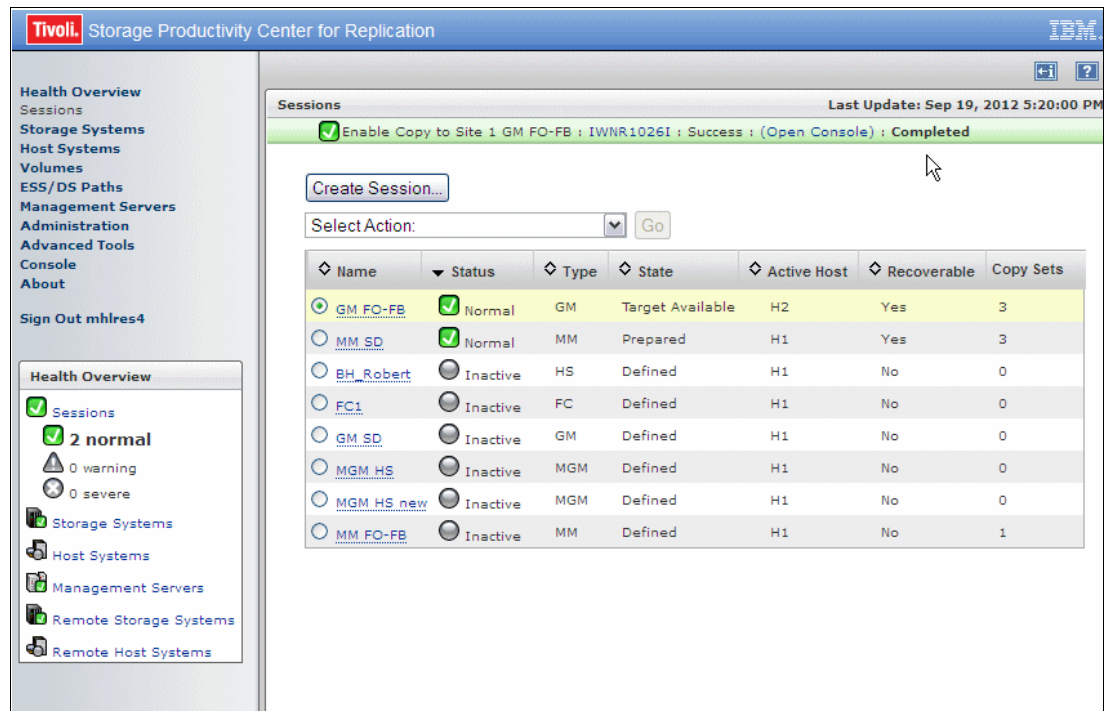 Tivoli. Storage Productivity Center for Replication IBM.
Health Overview
Sessions
Storage Systems
Host Systems
Volumes
ESS/DS Paths
Management Servers
Administration
Advanced Tools
Console
About
Sign Out mhlres4
Health Overview
Sessions
2 normal
0 warning
0 severe
Storage Systems
Host Systems
Management Servers
Remote Storage Systems
Remote Host Systems
i ?
Sessions Last Update: Sep 19, 2012 5:20:00 PM
Enable Copy to Site 1 GM FO-FB : IWNR1026I : Success : (Open Console) : Completed
Create Session...
Select Action: Go
Name Status Type State Active Host Recoverable Copy Sets
GM FO-FB Normal GM Target Available H2 Yes 3
MM SD Normal MM Prepared H1 Yes 3
BH_Robert Inactive HS Defined H1 No 0
FC1 Inactive FC Defined H1 No 0
GM SD Inactive GM Defined H1 No 0
MGM HS Inactive MGM Defined H1 No 0
MGM HS new Inactive MGM Defined H1 No 0
MM FO-FB Inactive MM Defined H1 No 1